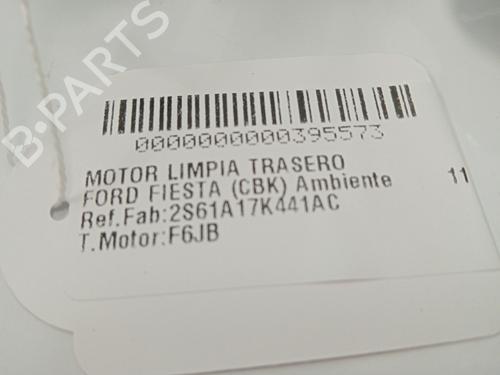 B-PARTS
0000000000395573
MOTOR LIMPIA TRASERO
FORD FIESTA (CBK) Ambiente 11
Ref.Fab:2S61A17K441AC
T.Motor:F6JB